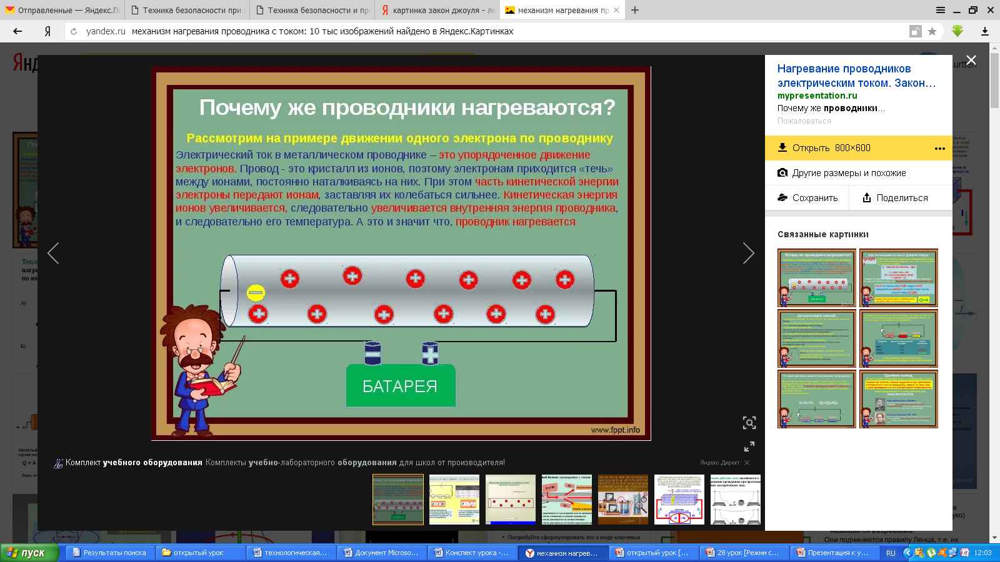 Отправленные — Яндекс.П
Техника безопасности при
Техника безопасности и пр
картинка закон джоуля - ле
механизм нагревания пр
yandex.ru механизм нагревания проводника с током: 10 тыс изображений найдено в Яндекс.Картинках
Почему же проводники нагреваются?
Рассмотрим на примере движении одного электрона по проводнику
Электрический ток в металлическом проводнике – это упорядоченное движение
электронов. Провод - это кристалл из ионов, поэтому электронам приходится «течь»
между ионами, постоянно наталкиваясь на них. При этом часть кинетической энергии
электроны передают ионам, заставляя их колебаться сильнее. Кинетическая энергия
ионов увеличивается, следовательно увеличивается внутренняя энергия проводника,
и следовательно его температура. А это и значит что, проводник нагревается
БАТАРЕЯ
www.fppt.info
Нагревание проводников
электрическим током. Закон...
mypresentation.ru
Почему же проводники...
Пожаловаться
Открыть 800×600
Другие размеры и похожие
Сохранить
Поделиться
Связанные картинки
Почему же проводники нагреваются?
Актуализация знаний.
Комплект учебного оборудования Комплекты учебно-лабораторного оборудования для школ от производителя!
Яндекс.Директ
Попробуйте сформулировать это в виде ключевых
Они подчиняются правилу Ленца, т.е. их
пуск
Результаты поиска
открытый урок
технологическая...
Документ Microso...
Конспект урока -...
механизм нагрев...
открытый урок [...
28 урок [Режим с...
Презентация к у...
RU
12:03